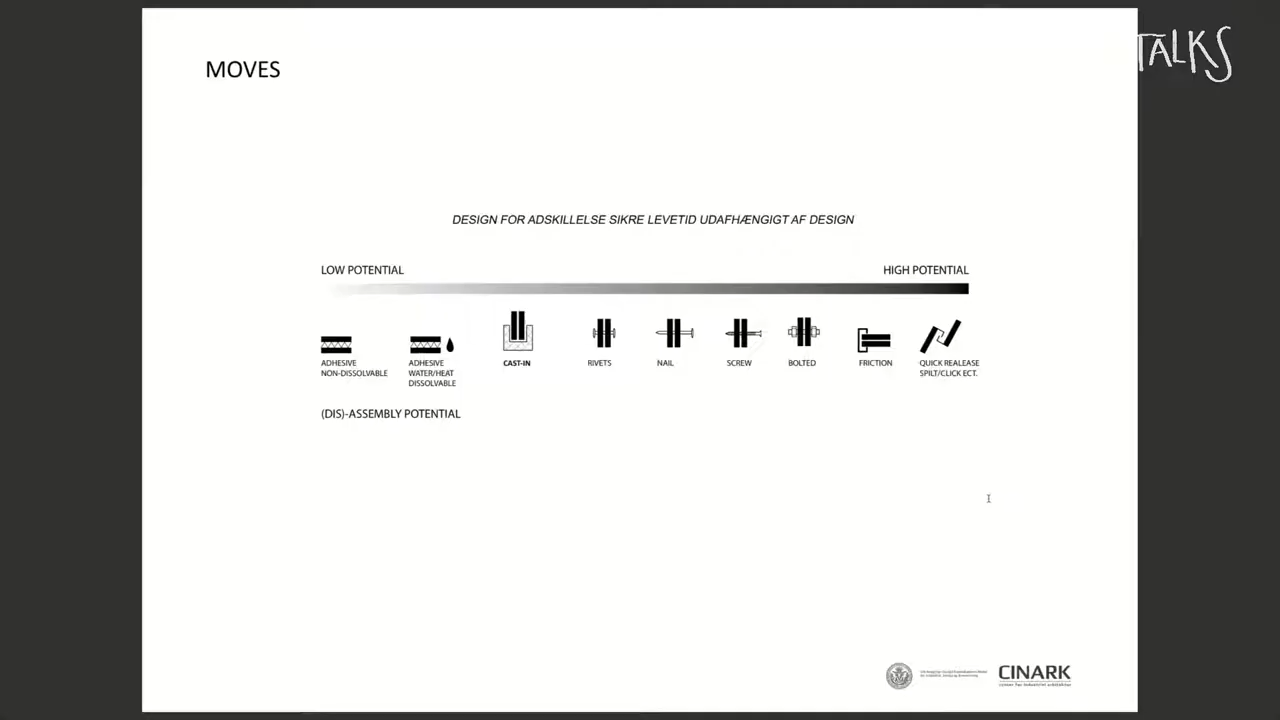 TALKS
MOVES
DESIGN FOR ADSKILLELSE SIKRE LEVETID UDAFHÆNGIGT AF DESIGN
LOW POTENTIAL
HIGH POTENTIAL
ADHESIVE
NON-DISSOLVABLE
ADHESIVE
WATER/HEAT
DISSOLVABLE
CAST-IN
RIVETS
NAIL
SCREW
BOLTED
FRICTION
QUICK REALEASE
SPILT/CLICK ECT.
(DIS)-ASSEMBLY POTENTIAL
CINARK